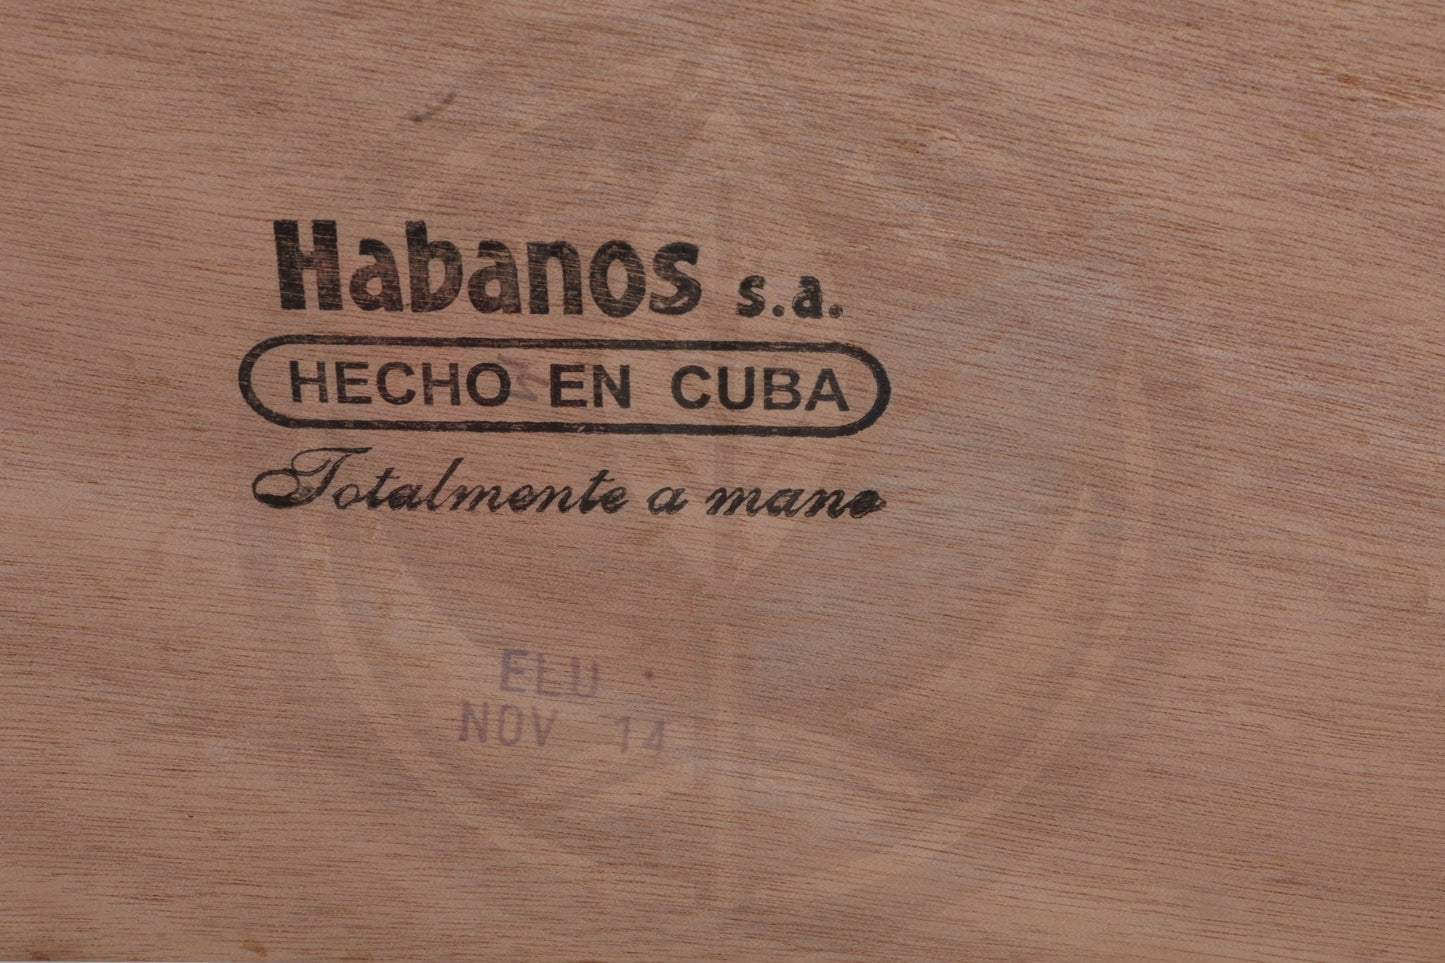 Habanos s.a.
HECHO EN CUBA
Totalmente a mano
ELU
NOV 14